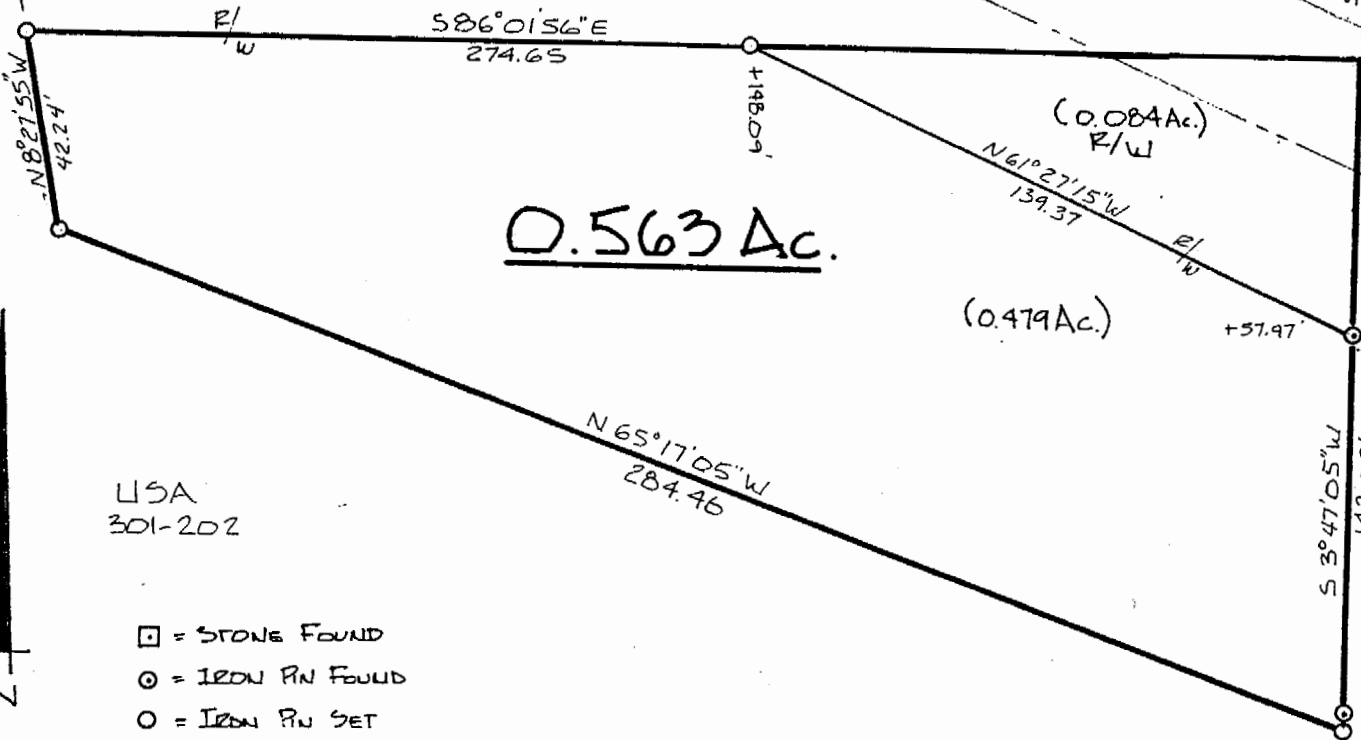 R/W
S86°01'56"E
274.65
N8°27'55"W
42.24'
+148.09'
(0.084Ac.)
R/W
N61°27'15"W
139.37
R/W
0.563 Ac.
(0.479Ac.)
+57.97'
N65°17'05"W
284.46
S 3°47'05"W
USA
301-202
= STONE FOUND
= IRON PIN FOUND
= IRON PIN SET